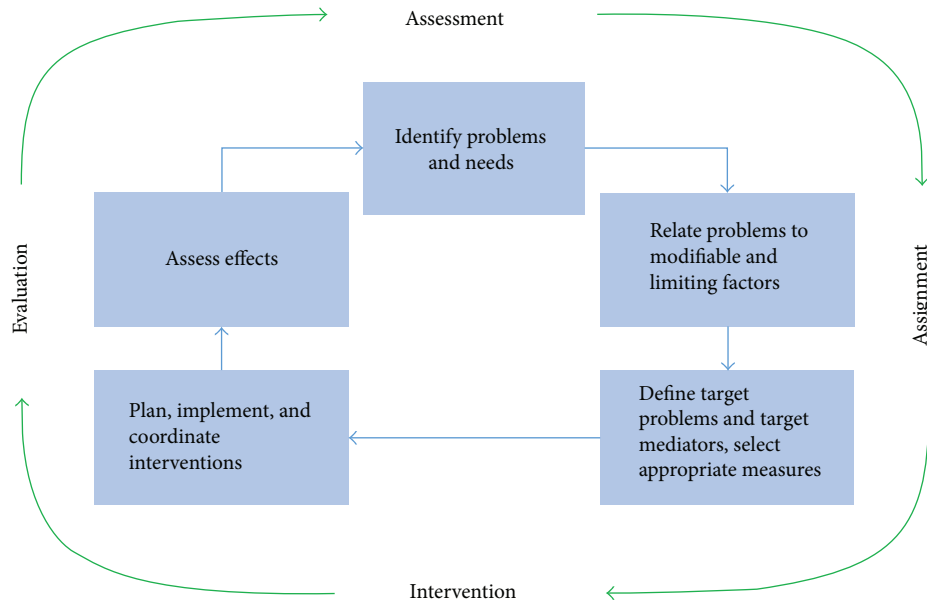 Assessment
Identify problems
and needs
Relate problems to
modifiable and
limiting factors
Assignment
Define target
problems and target
mediators, select
appropriate measures
Intervention
Plan, implement, and
coordinate
interventions
Evaluation
Assess effects